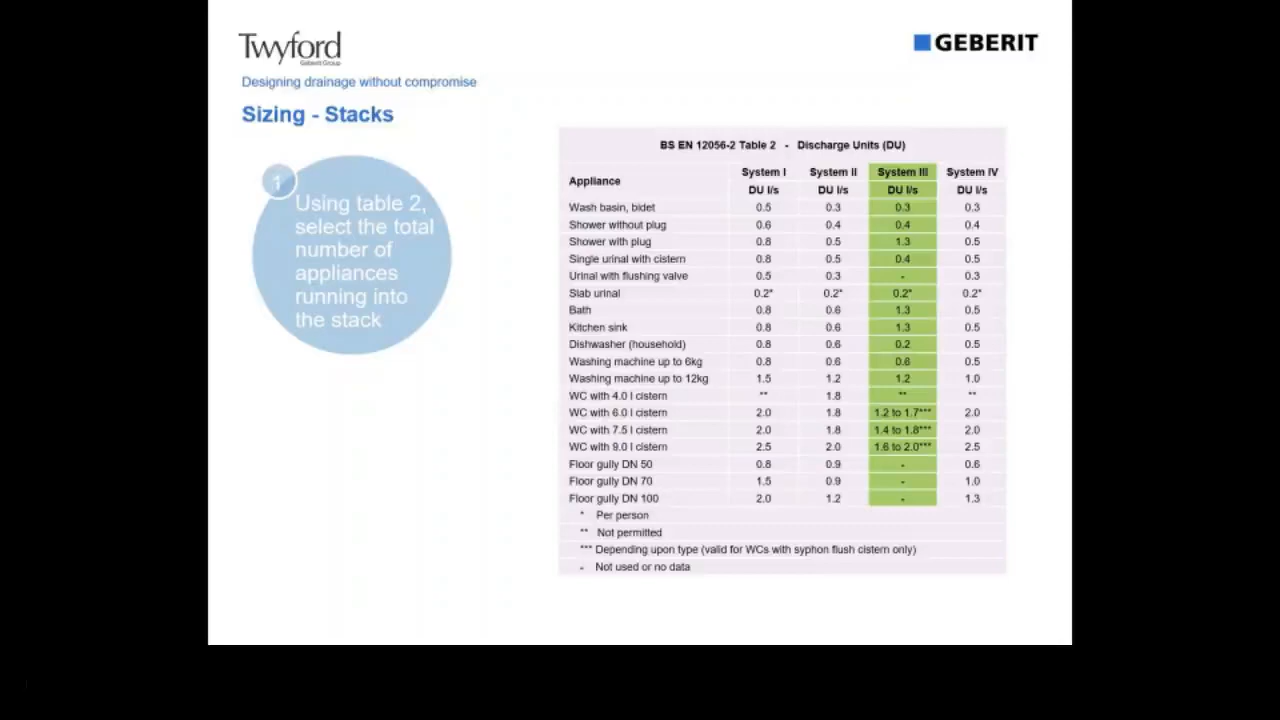 Twyford
Geberit Group
GEBERIT
Designing drainage without compromise
Sizing - Stacks
1
Using table 2,
select the total
number of
appliances
running into
the stack
BS EN 12056-2 Table 2 - Discharge Units (DU)
Appliance System I System II System III System IV
DU l/s DU l/s DU l/s DU l/s
Wash basin, bidet 0.5 0.3 0.3 0.3
Shower without plug 0.6 0.4 0.4 0.4
Shower with plug 0.8 0.5 1.3 0.5
Single urinal with cistern 0.8 0.5 0.4 0.5
Urinal with flushing valve 0.5 0.3 - 0.3
Slab urinal 0.2* 0.2* 0.2* 0.2*
Bath 0.8 0.6 1.3 0.5
Kitchen sink 0.8 0.6 1.3 0.5
Dishwasher (household) 0.8 0.6 0.2 0.5
Washing machine up to 6kg 0.8 0.6 0.6 0.5
Washing machine up to 12kg 1.5 1.2 1.2 1.0
WC with 4.0 l cistern ** 1.8 ** **
WC with 6.0 l cistern 2.0 1.8 1.2 to 1.7*** 2.0
WC with 7.5 l cistern 2.0 1.8 1.4 to 1.8*** 2.0
WC with 9.0 l cistern 2.5 2.0 1.6 to 2.0*** 2.5
Floor gully DN 50 0.8 0.9 - 0.6
Floor gully DN 70 1.5 0.9 - 1.0
Floor gully DN 100 2.0 1.2 - 1.3
* Per person
** Not permitted
*** Depending upon type (valid for WCs with syphon flush cistern only)
- Not used or no data